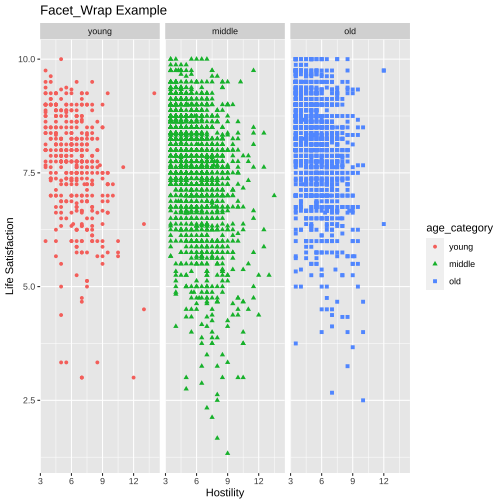 Facet_Wrap Example
young middle old
10.0
7.5
5.0
2.5
Life Satisfaction
3 6 9 12 3 6 9 12 3 6 9 12
Hostility
age_category
young
middle
old